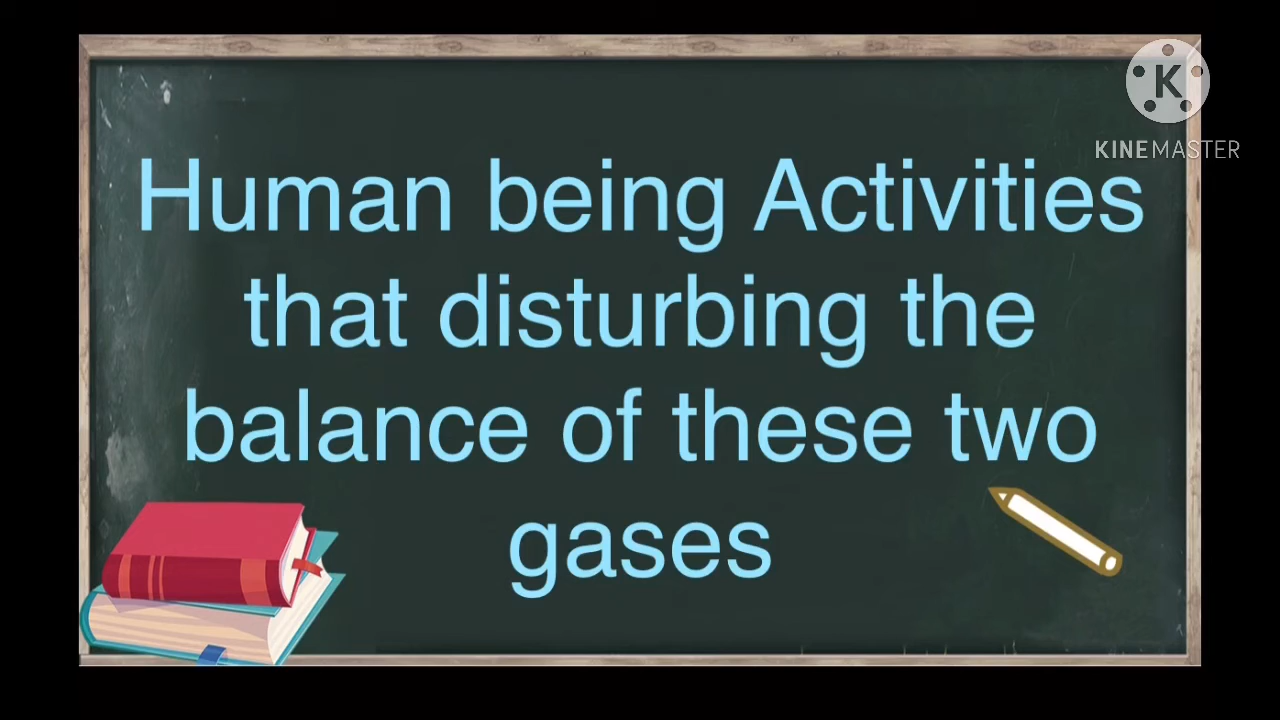 Human being Activities
that disturbing the
balance of these two
gases
K
KINEMASTER